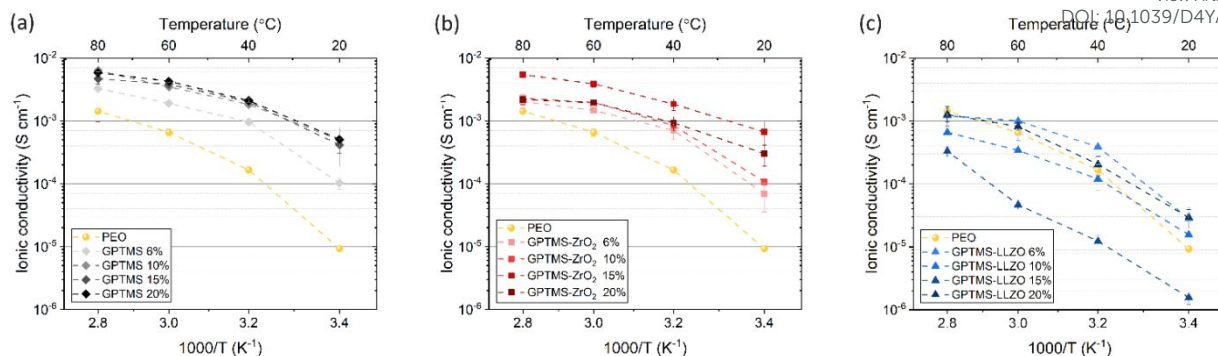 DOI: 10.1039/D4YA
(a)
Temperature (°C)
80 60 40 20
10⁻²
10⁻³
10⁻⁴
10⁻⁵
10⁻⁶
Ionic conductivity (S cm⁻¹)
PEO
GPTMS 6%
GPTMS 10%
GPTMS 15%
GPTMS 20%
2.8 3.0 3.2 3.4
1000/T (K⁻¹)
(b)
Temperature (°C)
80 60 40 20
10⁻²
10⁻³
10⁻⁴
10⁻⁵
10⁻⁶
Ionic conductivity (S cm⁻¹)
PEO
GPTMS-ZrO₂ 6%
GPTMS-ZrO₂ 10%
GPTMS-ZrO₂ 15%
GPTMS-ZrO₂ 20%
2.8 3.0 3.2 3.4
1000/T (K⁻¹)
(c)
Temperature (°C)
80 60 40 20
10⁻²
10⁻³
10⁻⁴
10⁻⁵
10⁻⁶
Ionic conductivity (S cm⁻¹)
PEO
GPTMS-LLZO 6%
GPTMS-LLZO 10%
GPTMS-LLZO 15%
GPTMS-LLZO 20%
2.8 3.0 3.2 3.4
1000/T (K⁻¹)